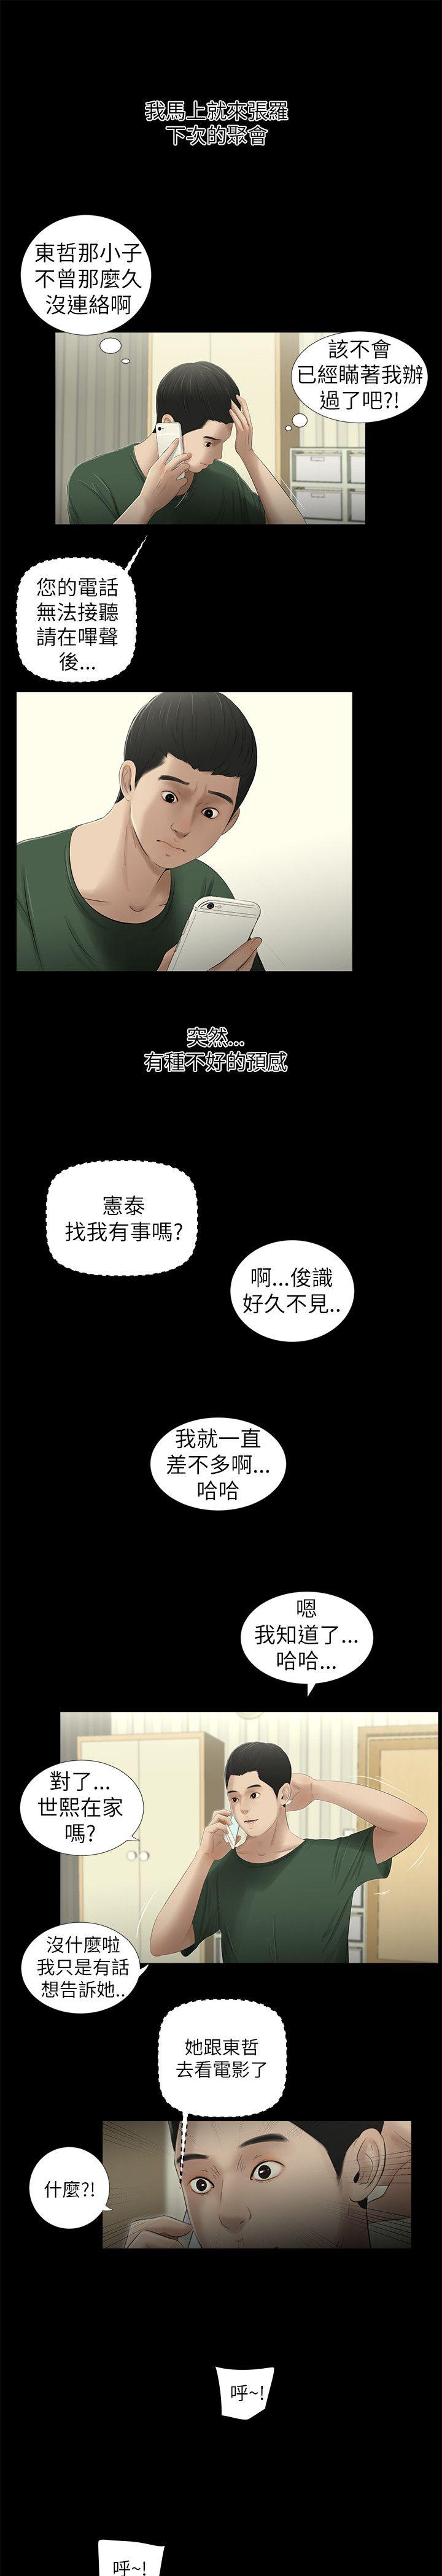 我馬上就來張羅
下次的聚會
東哲那小子
不曾那麼久
沒連絡啊
該不會
已經瞞著我辦
過了吧?!
您的電話
無法接聽
請在嗶聲
後...
突然...
有種不好的預感
憲泰
找我有事嗎?
啊...俊識
好久不見..
我就一直
差不多啊...
哈哈
嗯
我知道了...
哈哈...
對了...
世熙在家
嗎?
沒什麼啦
我只是有話
想告訴她..
她跟東哲
去看電影了
什麼?!
呼~!
呼~!